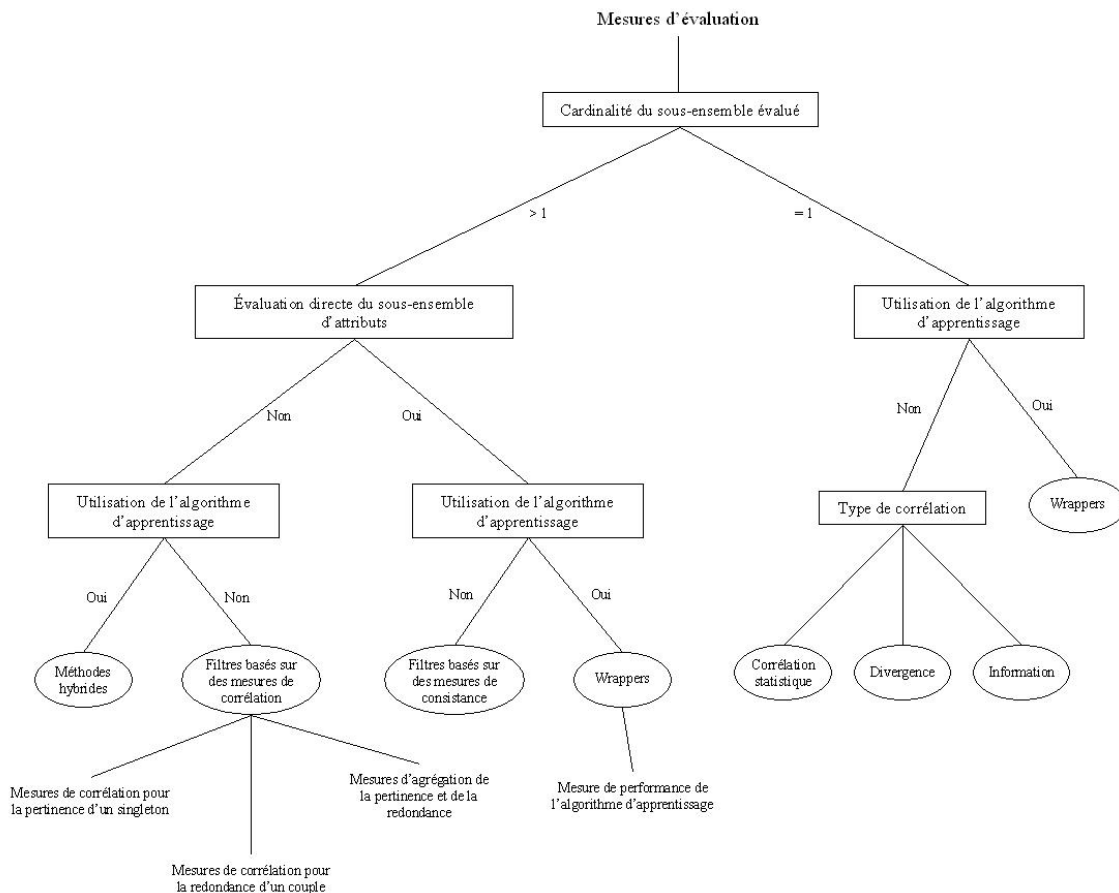 Mesures d'évaluation
Cardinalité du sous-ensemble évalué
> 1
= 1
Évaluation directe du sous-ensemble
d'attributs
Utilisation de l'algorithme
d'apprentissage
Non
Oui
Non
Oui
Utilisation de l'algorithme
d'apprentissage
Utilisation de l'algorithme
d'apprentissage
Type de corrélation
Wrappers
Oui
Non
Non
Oui
Méthodes
hybrides
Filtres basés sur
des mesures de
corrélation
Filtres basés sur
des mesures de
consistance
Wrappers
Corrélation
statistique
Divergence
Information
Mesures de corrélation pour
la pertinence d'un singleton
Mesures d'agrégation de
la pertinence et de la
redondance
Mesure de performance de
l'algorithme d'apprentissage
Mesures de corrélation pour
la redondance d'un couple